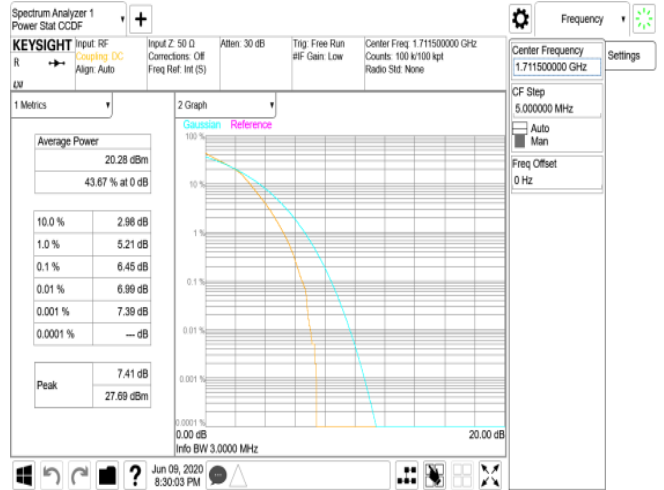 Spectrum Analyzer 1
Power Stat CCDF
Frequency
KEYSIGHT
R
Input: RF
Coupling: DC
Align: Auto
Input Z: 50 Ω
Corrections: Off
Freq Ref: Int (S)
Atten: 30 dB
Trig: Free Run
#IF Gain: Low
Center Freq: 1.711500000 GHz
Counts: 100 k/100 kpt
Radio Std: None
Center Frequency
1.711500000 GHz
Settings
CF Step
5.000000 MHz
Auto
Man
Freq Offset
0 Hz
1 Metrics
Average Power
20.28 dBm
43.67 % at 0 dB
10.0 % 2.98 dB
1.0 % 5.21 dB
0.1 % 6.45 dB
0.01 % 6.99 dB
0.001 % 7.39 dB
0.0001 % --- dB
Peak
7.41 dB
27.69 dBm
2 Graph
Gaussian Reference
100 %
10 %
1 %
0.1 %
0.01 %
0.001 %
0.0001 %
0.00 dB 20.00 dB
Info BW 3.0000 MHz
?
Jun 09, 2020
8:30:03 PM